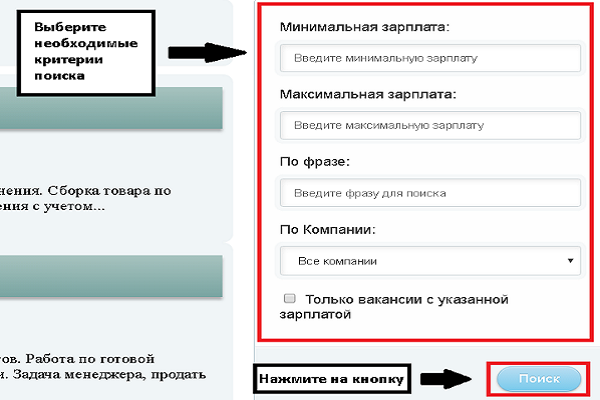 Выберите
необходимые
критерии
поиска
нения. Сборка товара по
ения с учетом...
тов. Работа по готовой
и. Задача менеджера, продать
Минимальная зарплата:
Введите минимальную зарплату
Максимальная зарплата:
Введите максимальную зарплату
По фразе:
Введите фразу для поиска
По Компании:
Все компании
Только вакансии с указанной
зарплатой
Нажмите на кнопку
Поиск